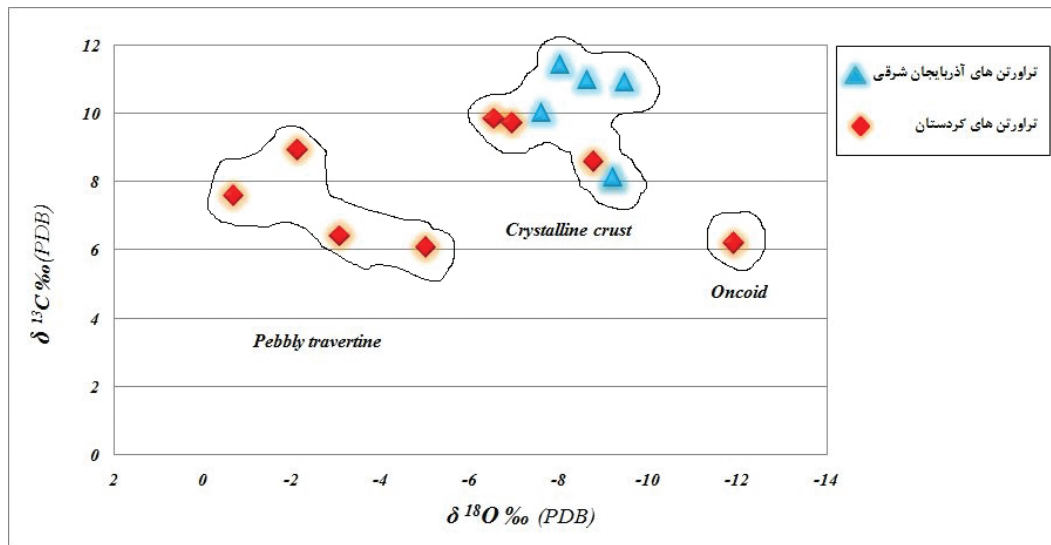 12
10
8
6
4
2
0
2
0
-2
-4
-6
-8
-10
-12
-14
δ ¹³C ‰ (PDB)
δ ¹⁸O ‰ (PDB)
Crystalline crust
Oncoid
Pebbly travertine
تراورتن های آذربایجان شرقی
تراورتن های کردستان